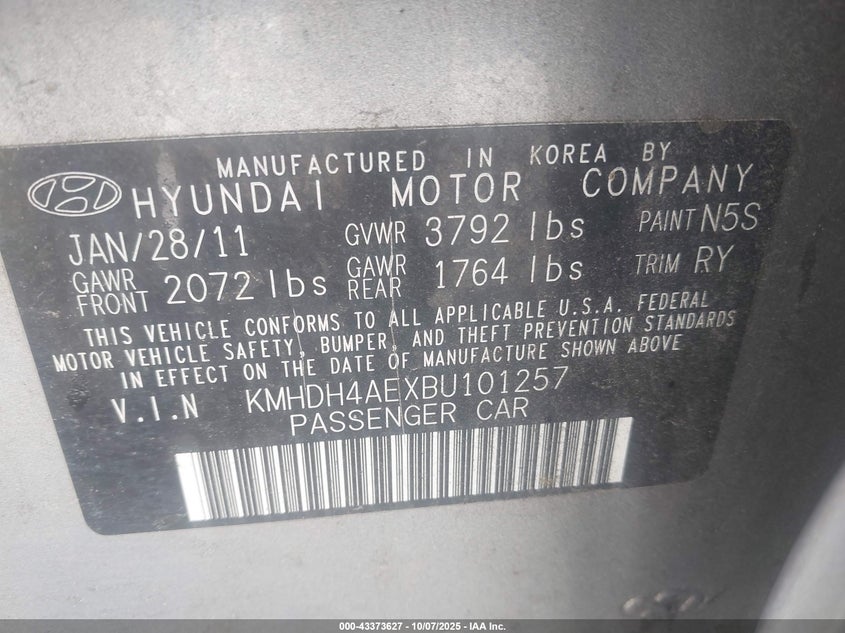 MANUFACTURED IN KOREA BY
HYUNDAI MOTOR COMPANY
JAN/28/11 GVWR 3792 lbs PAINT N5S
GAWR FRONT 2072 lbs GAWR REAR 1764 lbs TRIM RY
THIS VEHICLE CONFORMS TO ALL APPLICABLE U.S.A. FEDERAL
MOTOR VEHICLE SAFETY, BUMPER, AND THEFT PREVENTION STANDARDS
IN EFFECT ON THE DATE OF MANUFACTURE SHOWN ABOVE
V.I.N KMHDH4AEXBU101257
PASSENGER CAR
000-43373627 - 10/07/2025 - IAA Inc.